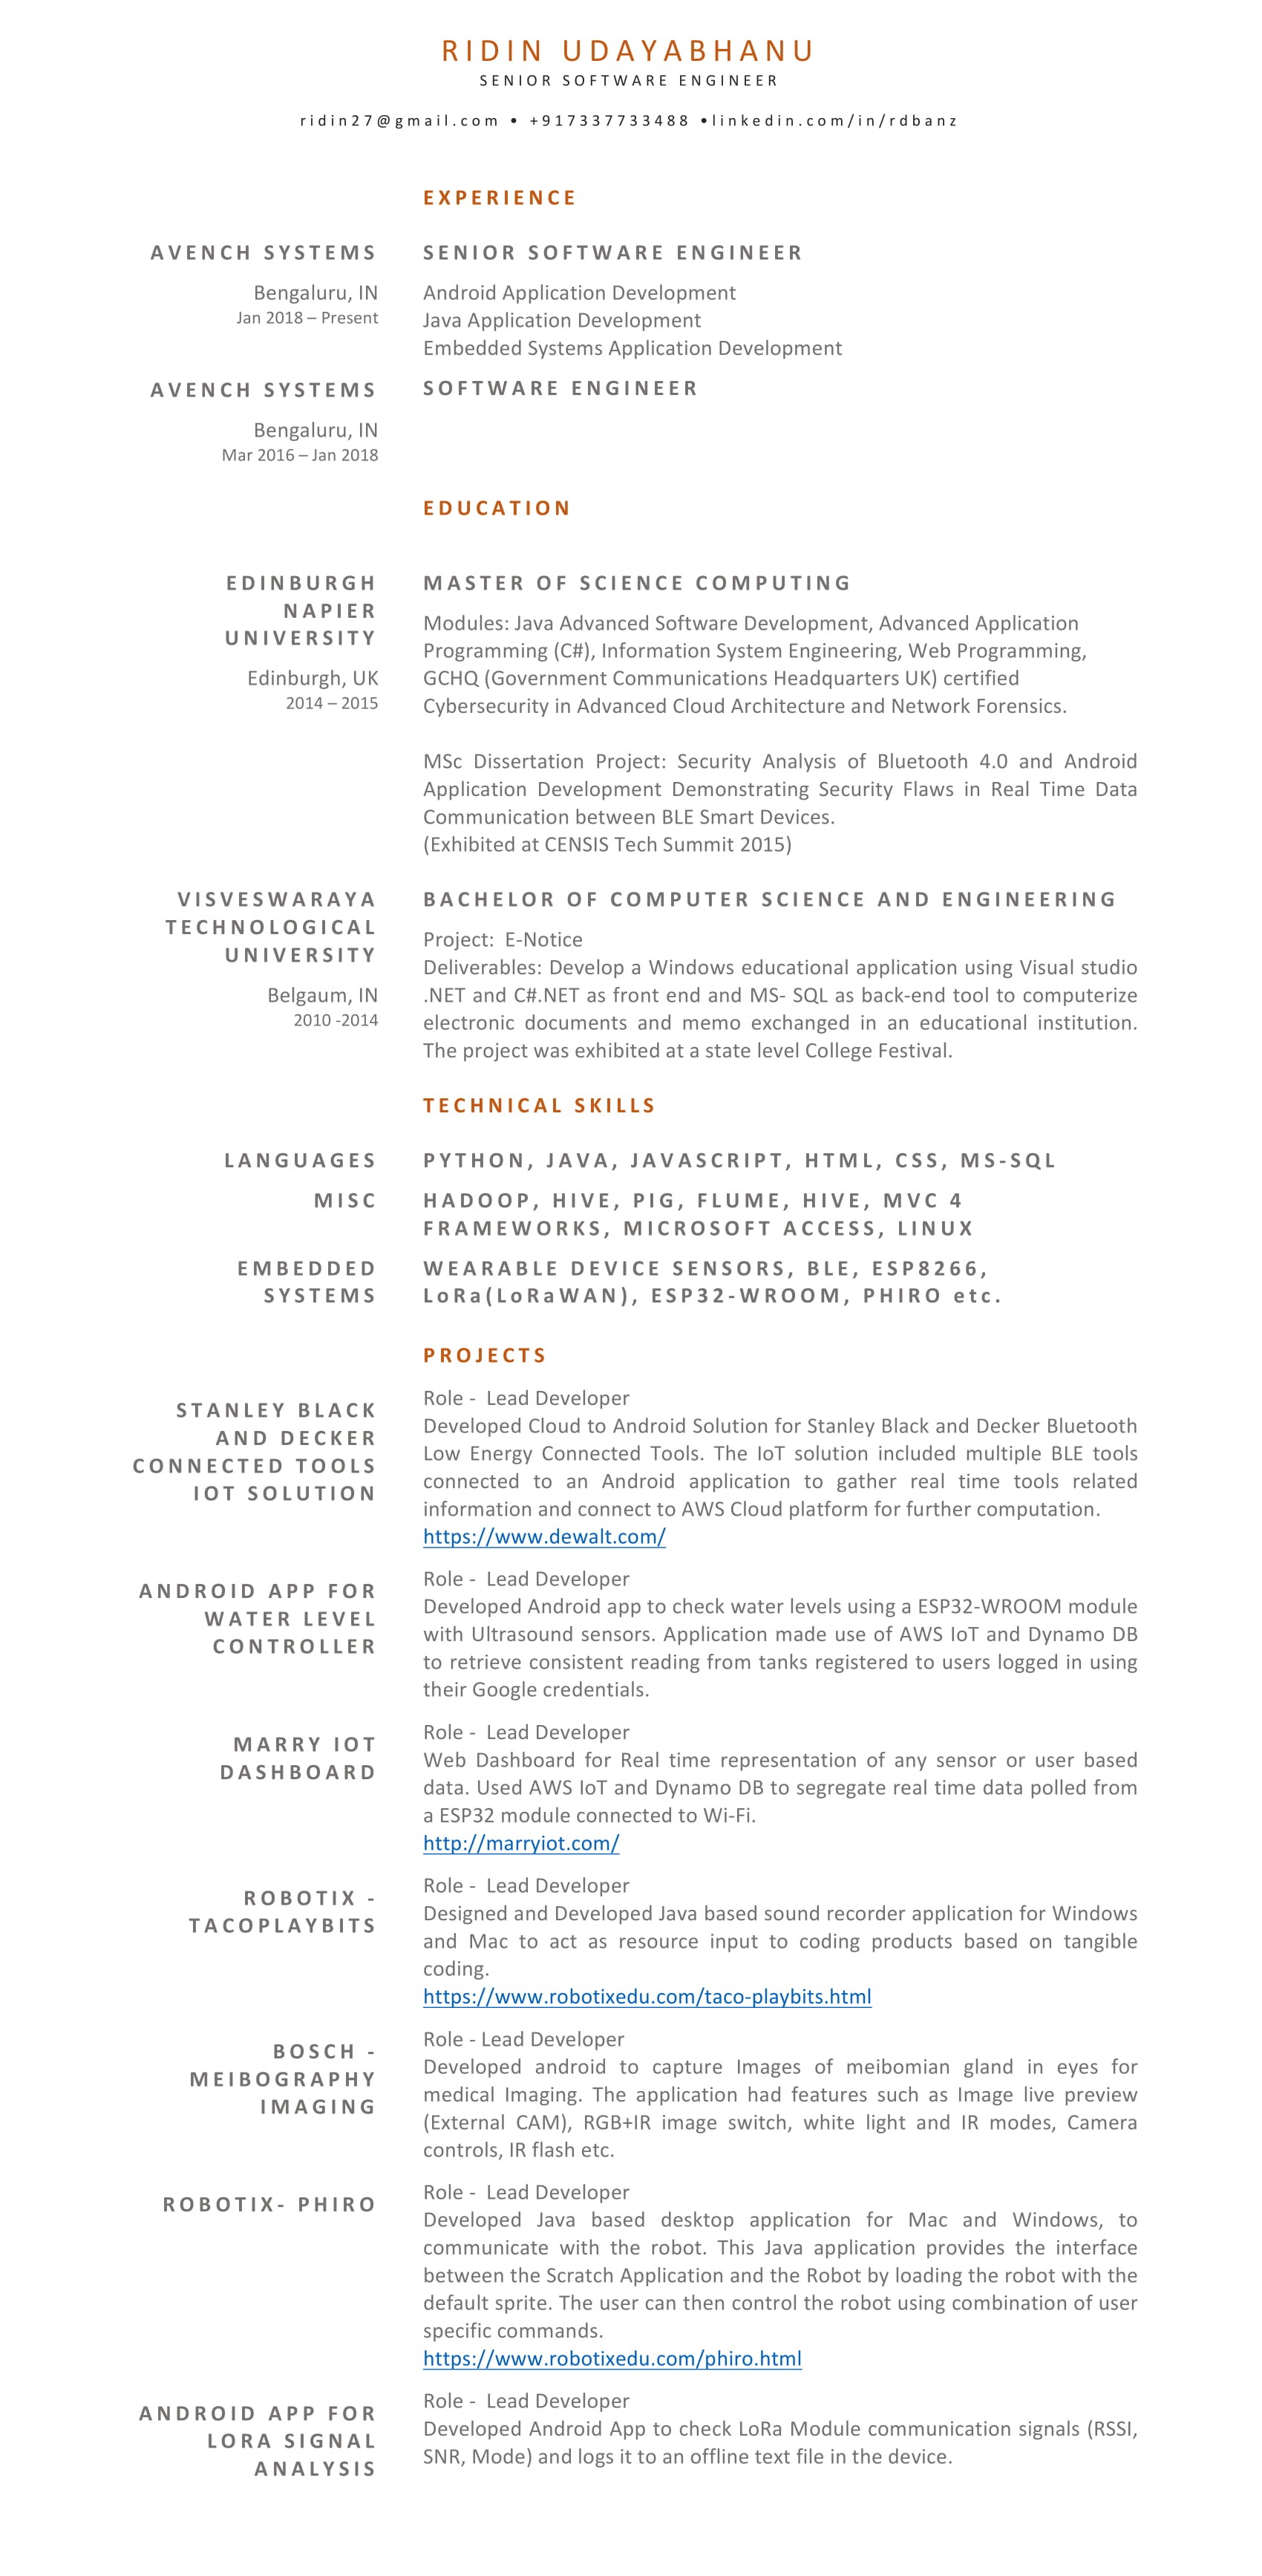 RIDIN UDAYABHANU
SENIOR SOFTWARE ENGINEER
ridin27@gmail.com • +917337733488 •linkedin.com/in/rdbanz
EXPERIENCE
AVENCH SYSTEMS
Bengaluru, IN
Jan 2018 – Present
SENIOR SOFTWARE ENGINEER
Android Application Development
Java Application Development
Embedded Systems Application Development
AVENCH SYSTEMS
Bengaluru, IN
Mar 2016 – Jan 2018
SOFTWARE ENGINEER
EDUCATION
EDINBURGH
NAPIER
UNIVERSITY
Edinburgh, UK
2014 – 2015
MASTER OF SCIENCE COMPUTING
Modules: Java Advanced Software Development, Advanced Application
Programming (C#), Information System Engineering, Web Programming,
GCHQ (Government Communications Headquarters UK) certified
Cybersecurity in Advanced Cloud Architecture and Network Forensics.
MSc Dissertation Project: Security Analysis of Bluetooth 4.0 and Android
Application Development Demonstrating Security Flaws in Real Time Data
Communication between BLE Smart Devices.
(Exhibited at CENSIS Tech Summit 2015)
VISVESWARAYA
TECHNOLOGICAL
UNIVERSITY
Belgaum, IN
2010 -2014
BACHELOR OF COMPUTER SCIENCE AND ENGINEERING
Project:  E-Notice
Deliverables: Develop a Windows educational application using Visual studio
.NET and C#.NET as front end and MS- SQL as back-end tool to computerize
electronic documents and memo exchanged in an educational institution.
The project was exhibited at a state level College Festival.
TECHNICAL SKILLS
LANGUAGES
PYTHON, JAVA, JAVASCRIPT, HTML, CSS, MS-SQL
MISC
HADOOP, HIVE, PIG, FLUME, HIVE, MVC 4
FRAMEWORKS, MICROSOFT ACCESS, LINUX
EMBEDDED
SYSTEMS
WEARABLE DEVICE SENSORS, BLE, ESP8266,
LoRa(LoRaWAN), ESP32-WROOM, PHIRO etc.
PROJECTS
STANLEY BLACK
AND DECKER
CONNECTED TOOLS
IOT SOLUTION
Role -  Lead Developer
Developed Cloud to Android Solution for Stanley Black and Decker Bluetooth
Low Energy Connected Tools. The IoT solution included multiple BLE tools
connected to an Android application to gather real time tools related
information and connect to AWS Cloud platform for further computation.
https://www.dewalt.com/
ANDROID APP FOR
WATER LEVEL
CONTROLLER
Role -  Lead Developer
Developed Android app to check water levels using a ESP32-WROOM module
with Ultrasound sensors. Application made use of AWS IoT and Dynamo DB
to retrieve consistent reading from tanks registered to users logged in using
their Google credentials.
MARRY IOT
DASHBOARD
Role -  Lead Developer
Web Dashboard for Real time representation of any sensor or user based
data. Used AWS IoT and Dynamo DB to segregate real time data polled from
a ESP32 module connected to Wi-Fi.
http://marryiot.com/
ROBOTIX -
TACOPLAYBITS
Role -  Lead Developer
Designed and Developed Java based sound recorder application for Windows
and Mac to act as resource input to coding products based on tangible
coding.
https://www.robotixedu.com/taco-playbits.html
BOSCH -
MEIBOGRAPHY
IMAGING
Role - Lead Developer
Developed android to capture Images of meibomian gland in eyes for
medical Imaging. The application had features such as Image live preview
(External CAM), RGB+IR image switch, white light and IR modes, Camera
controls, IR flash etc.
ROBOTIX- PHIRO
Role -  Lead Developer
Developed Java based desktop application for Mac and Windows, to
communicate with the robot. This Java application provides the interface
between the Scratch Application and the Robot by loading the robot with the
default sprite. The user can then control the robot using combination of user
specific commands.
https://www.robotixedu.com/phiro.html
ANDROID APP FOR
LORA SIGNAL
ANALYSIS
Role -  Lead Developer
Developed Android App to check LoRa Module communication signals (RSSI,
SNR, Mode) and logs it to an offline text file in the device.